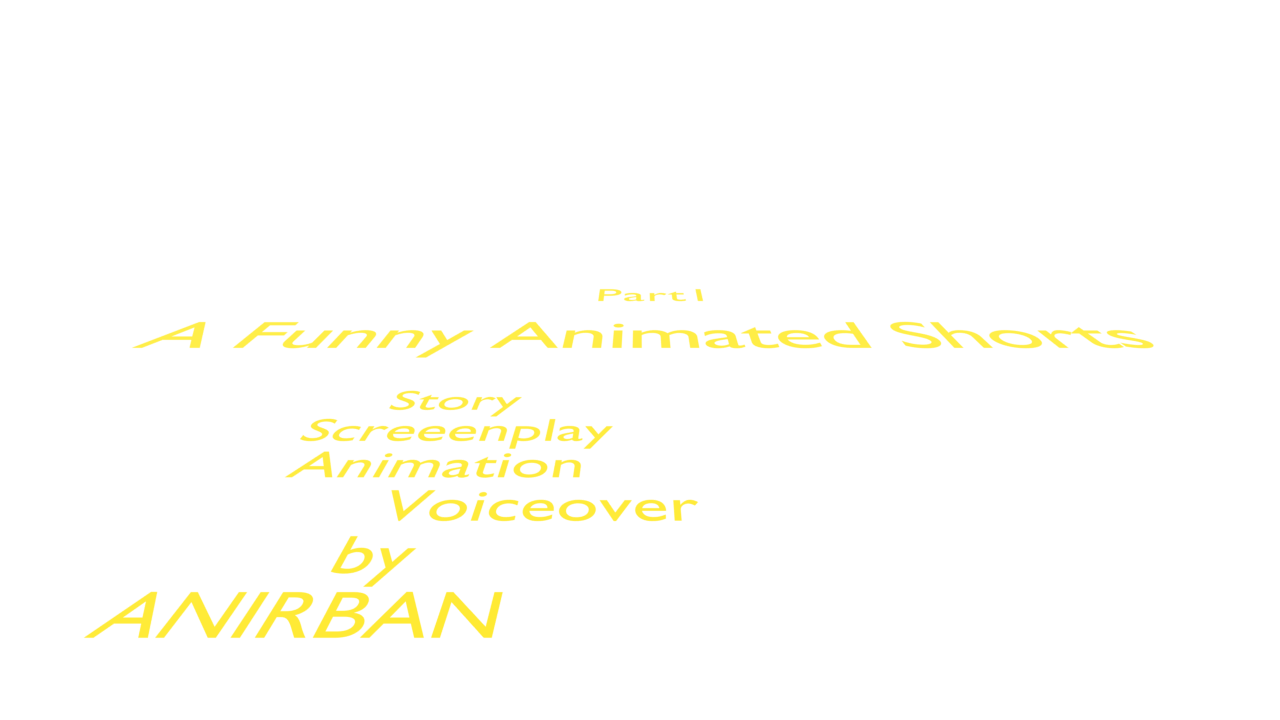 Part I
A Funny Animated Shorts
Story
Screeenplay
Animation
Voiceover
by
ANIRBAN